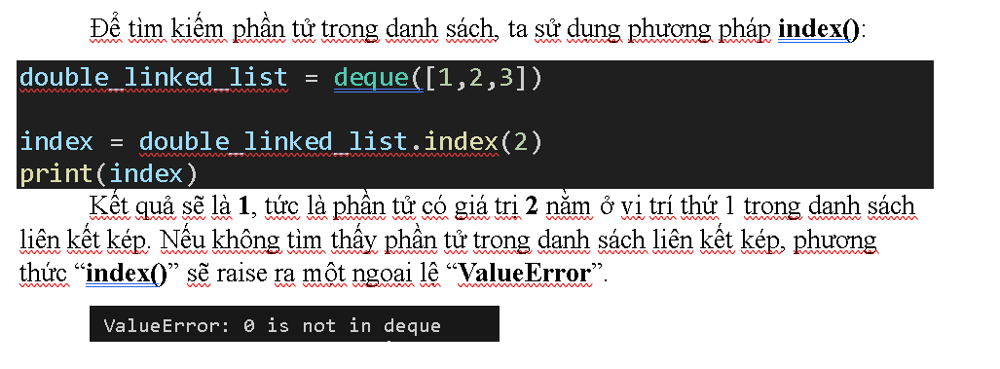 Để tìm kiếm phần tử trong danh sách, ta sử dụng phương pháp index():
double_linked_list = deque([1,2,3])
index = double_linked_list.index(2)
print(index)
Kết quả sẽ là 1, tức là phần tử có giá trị 2 nằm ở vị trí thứ 1 trong danh sách
liên kết kép. Nếu không tìm thấy phần tử trong danh sách liên kết kép, phương
thức “index()” sẽ raise ra một ngoại lệ “ValueError”.
ValueError: 0 is not in deque